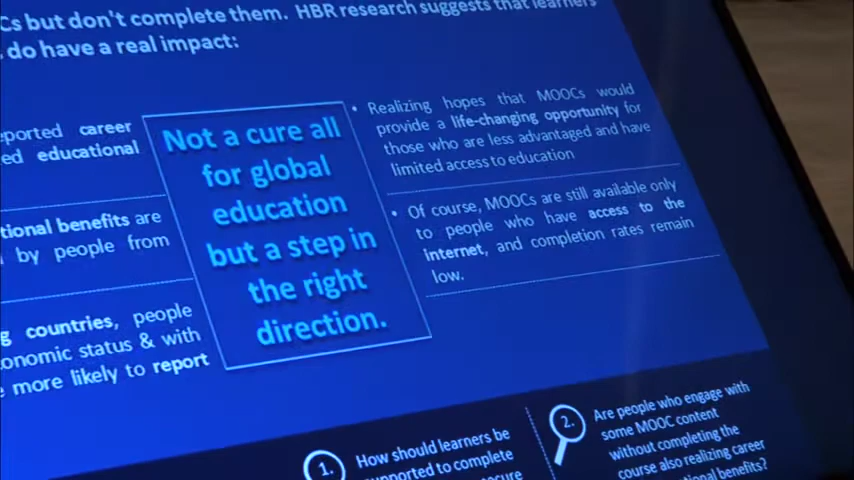 Cs but don't complete them. HBR research suggests that learners
do have a real impact:
ported career
ed educational
tional benefits are
by people from
g countries, people
onomic status & with
more likely to report
Not a cure all
for global
education
but a step in
the right
direction.
• Realizing hopes that MOOCs would
provide a life-changing opportunity for
those who are less advantaged and have
limited access to education
• Of course, MOOCs are still available only
to people who have access to the
internet, and completion rates remain
low.
1.
How should learners be
supported to complete
2.
Are people who engage with
some MOOC content
without completing the
course also realizing career
tional benefits?